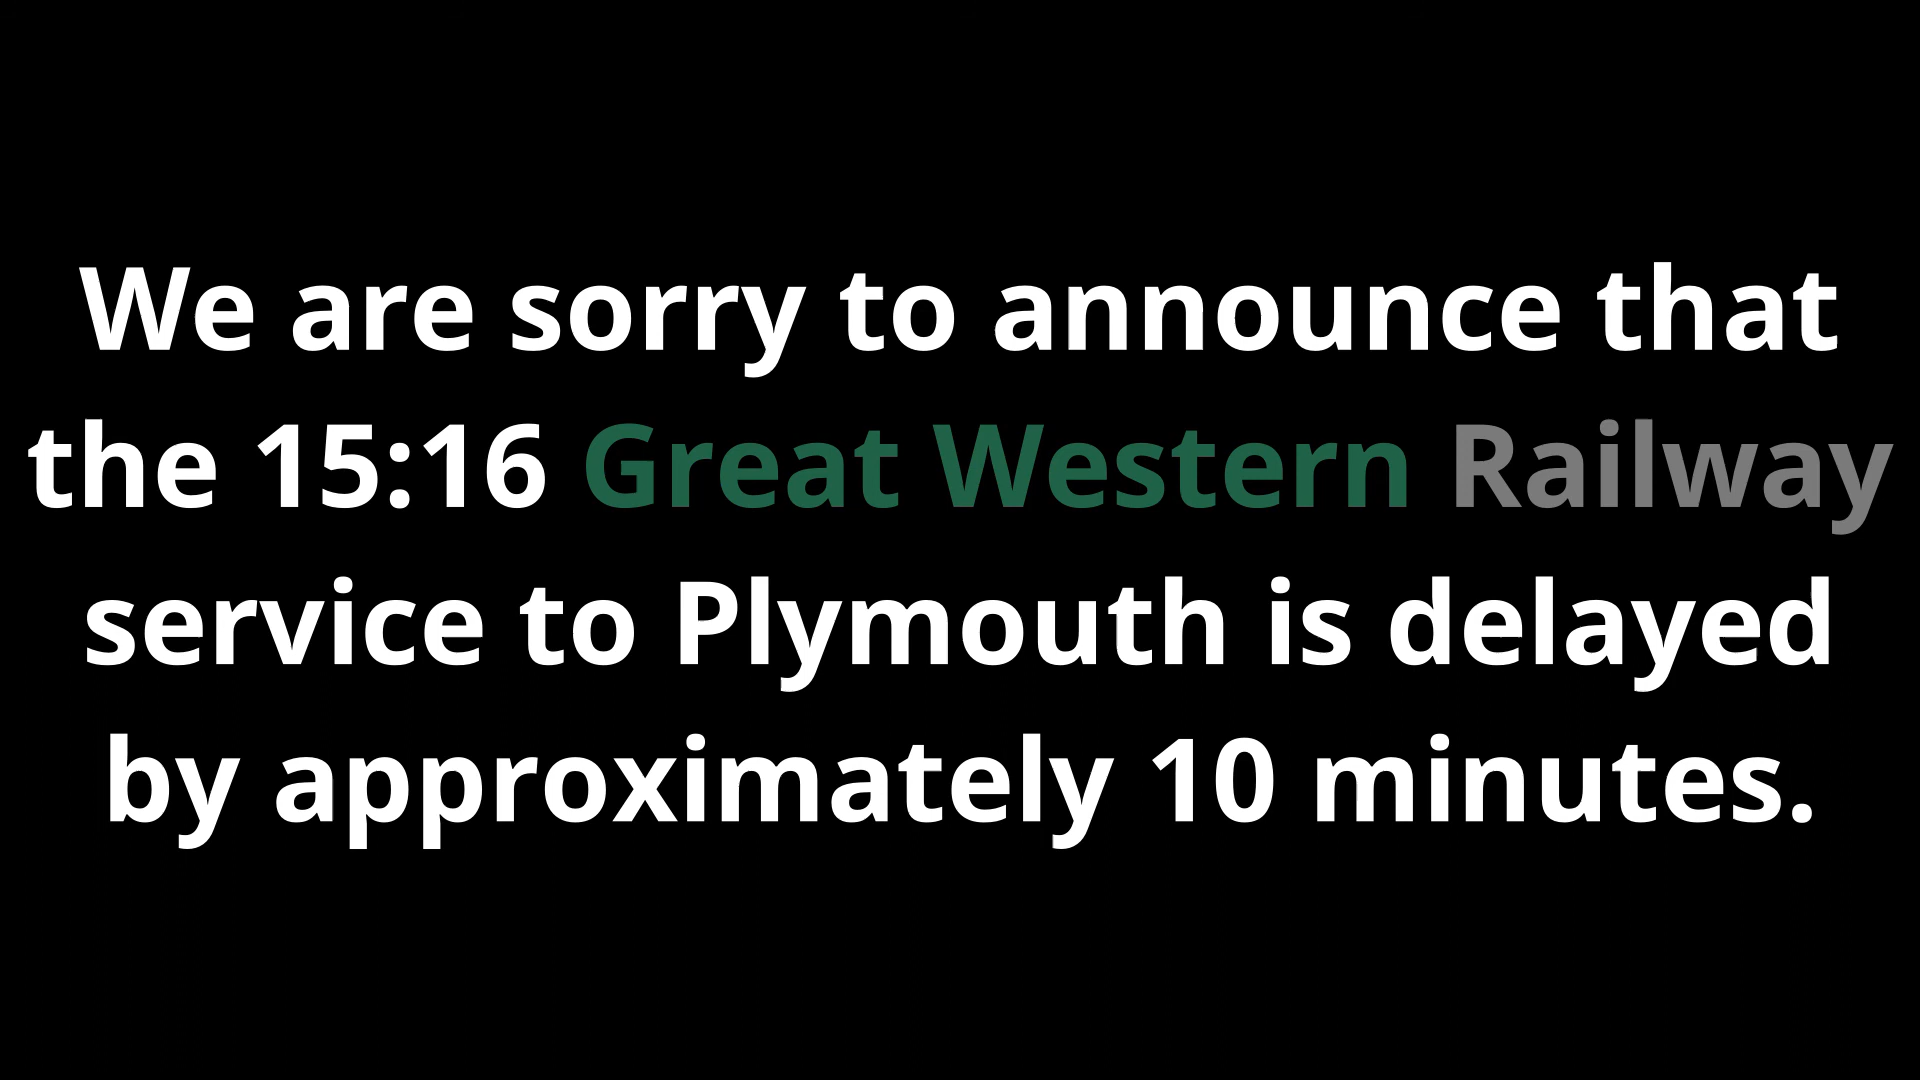 We are sorry to announce that
the 15:16 Great Western Railway
service to Plymouth is delayed
by approximately 10 minutes.